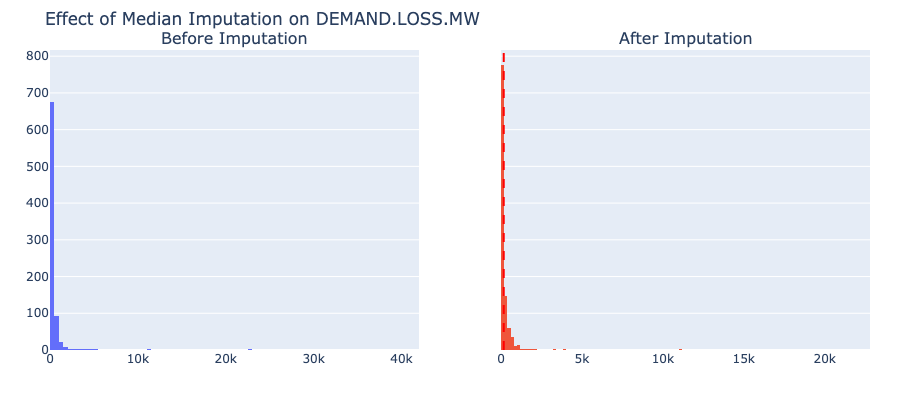 Effect of Median Imputation on DEMAND.LOSS.MW
Before Imputation
After Imputation
800
700
600
500
400
300
200
100
0
0 10k 20k 30k 40k
0 5k 10k 15k 20k